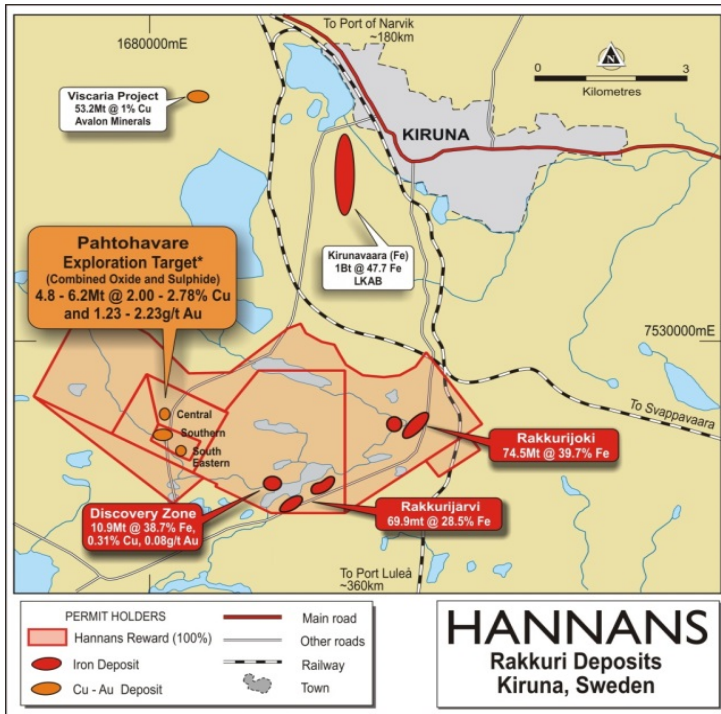 To Port of Narvik
~180km
1680000mE
N
0
3
Kilometres
Viscaria Project
53.2Mt @ 1% Cu
Avalon Minerals
KIRUNA
Kirunavaara (Fe)
1Bt @ 47.7 Fe
LKAB
Pahtohavare
Exploration Target*
(Combined Oxide and Sulphide)
4.8 - 6.2Mt @ 2.00 - 2.78% Cu
and 1.23 - 2.23g/t Au
7530000mE
To Svappavaara
Central
Southern
South
Eastern
Rakkurijoki
74.5Mt @ 39.7% Fe
Discovery Zone
10.9Mt @ 38.7% Fe,
0.31% Cu, 0.08g/t Au
Rakkurijarvi
69.9mt @ 28.5% Fe
To Port Luleå
~360km
PERMIT HOLDERS
Hannans Reward (100%)
Iron Deposit
Cu - Au Deposit
Main road
Other roads
Railway
Town
HANNANS
Rakkuri Deposits
Kiruna, Sweden